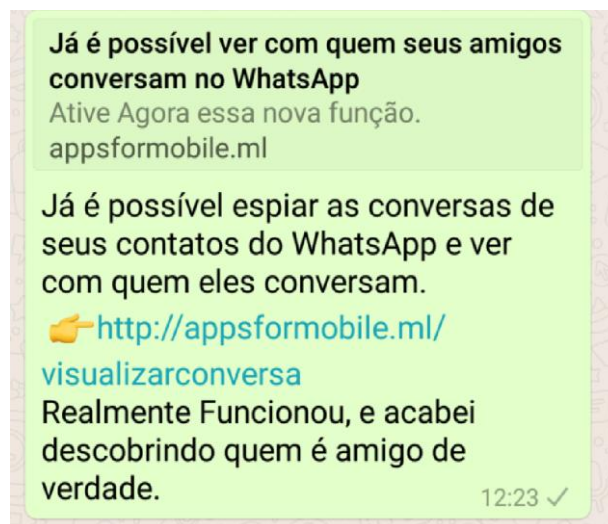 Já é possível ver com quem seus amigos
conversam no WhatsApp
Ative Agora essa nova função.
appsformobile.ml
Já é possível espiar as conversas de
seus contatos do WhatsApp e ver
com quem eles conversam.
👉http://appsformobile.ml/
visualizarconversa
Realmente Funcionou, e acabei
descobrindo quem é amigo de
verdade.
12:23 ✓